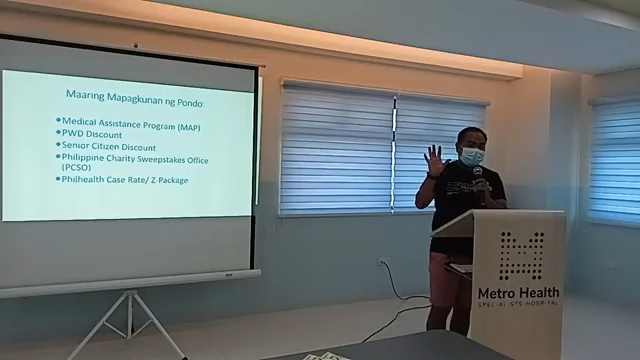 Maaring Mapagkunan ng Pondo:
•Medical Assistance Program (MAP)
•PWD Discount
•Senior Citizen Discount
•Philippine Charity Sweepstakes Office
(PCSO)
•Philhealth Case Rate/ Z-Package
Metro Health
SPECIALISTS HOSPITAL